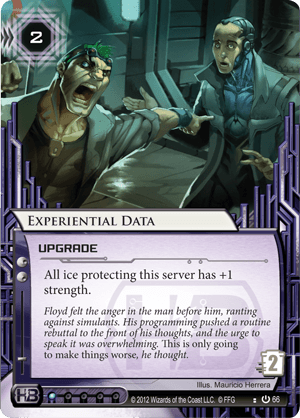 2
EXPERIENTIAL DATA
UPGRADE
All ice protecting this server has +1
strength.
Floyd felt the anger in the man before him, ranting
against simulants. His programming pushed a routine
rebuttal to the front of his thoughts, and the urge to
speak it was overwhelming. This is only going
to make things worse, he thought.
2
Illus. Mauricio Herrera
HB
© 2012 Wizards of the Coast LLC. © FFG
66